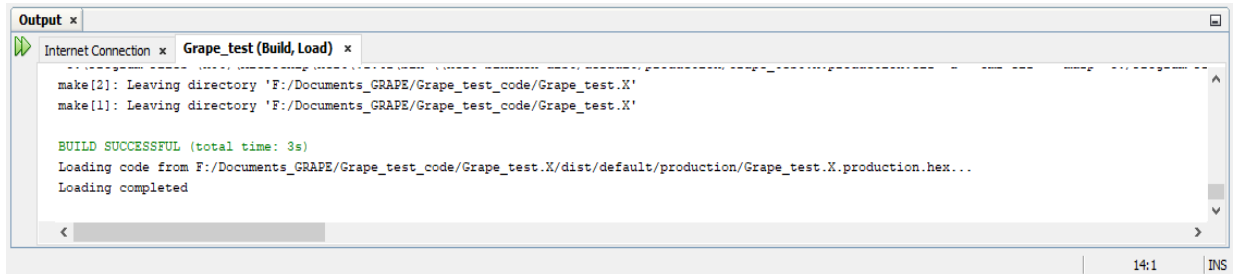 Output ×
Internet Connection × Grape_test (Build, Load) ×
make[2]: Leaving directory 'F:/Documents_GRAPE/Grape_test_code/Grape_test.X'
make[1]: Leaving directory 'F:/Documents_GRAPE/Grape_test_code/Grape_test.X'
BUILD SUCCESSFUL (total time: 3s)
Loading code from F:/Documents_GRAPE/Grape_test_code/Grape_test.X/dist/default/production/Grape_test.X.production.hex...
Loading completed
14:1 INS